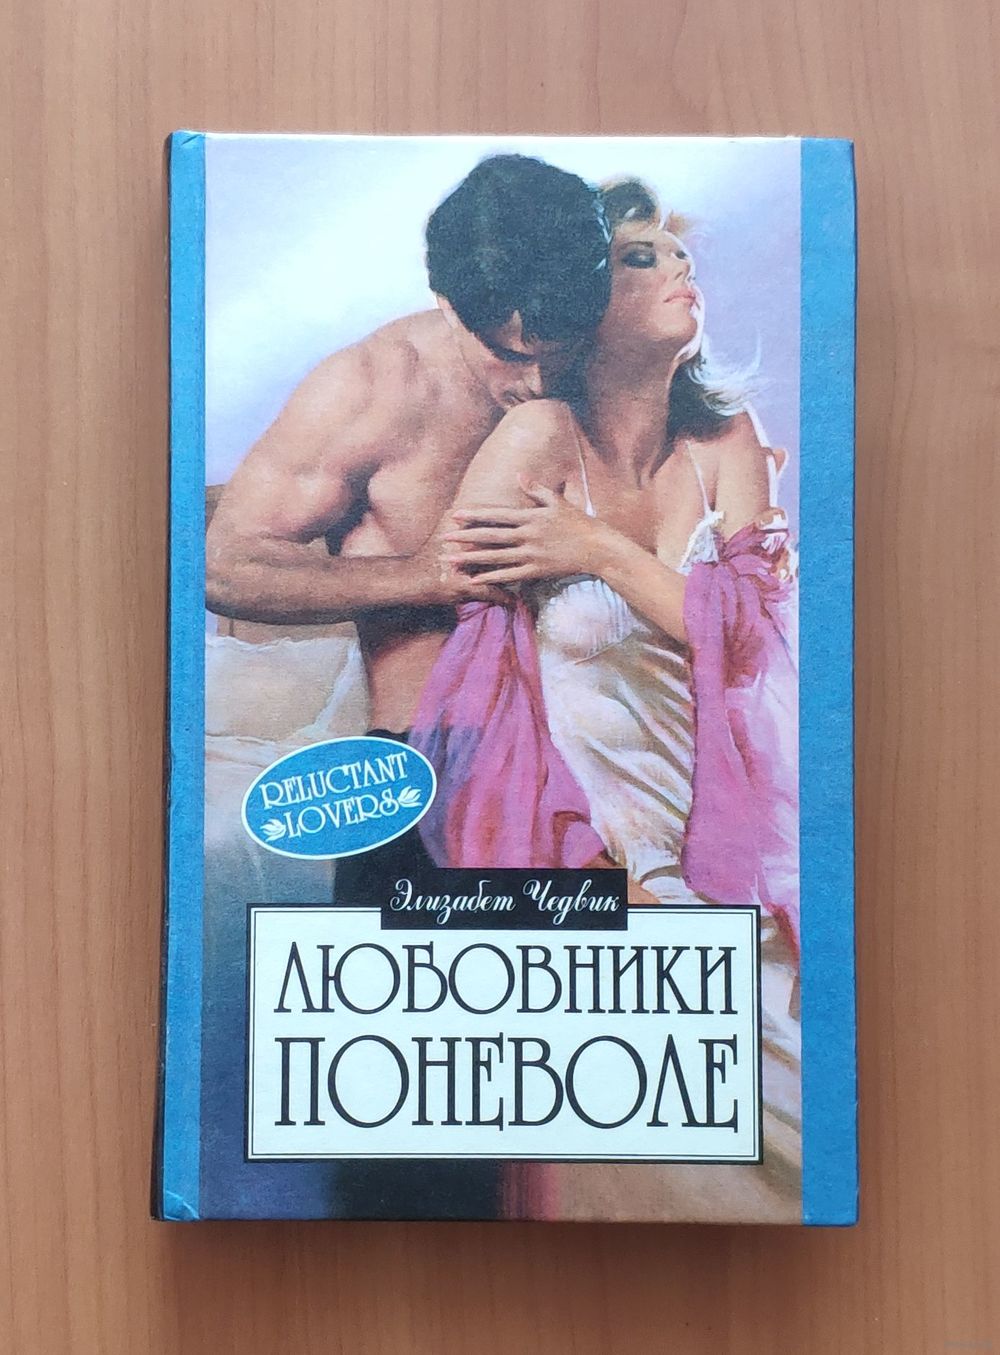 RELUCTANT
LOVERS
Элизабет Чедвик
ЛЮБОВНИКИ
ПОНЕВОЛЕ